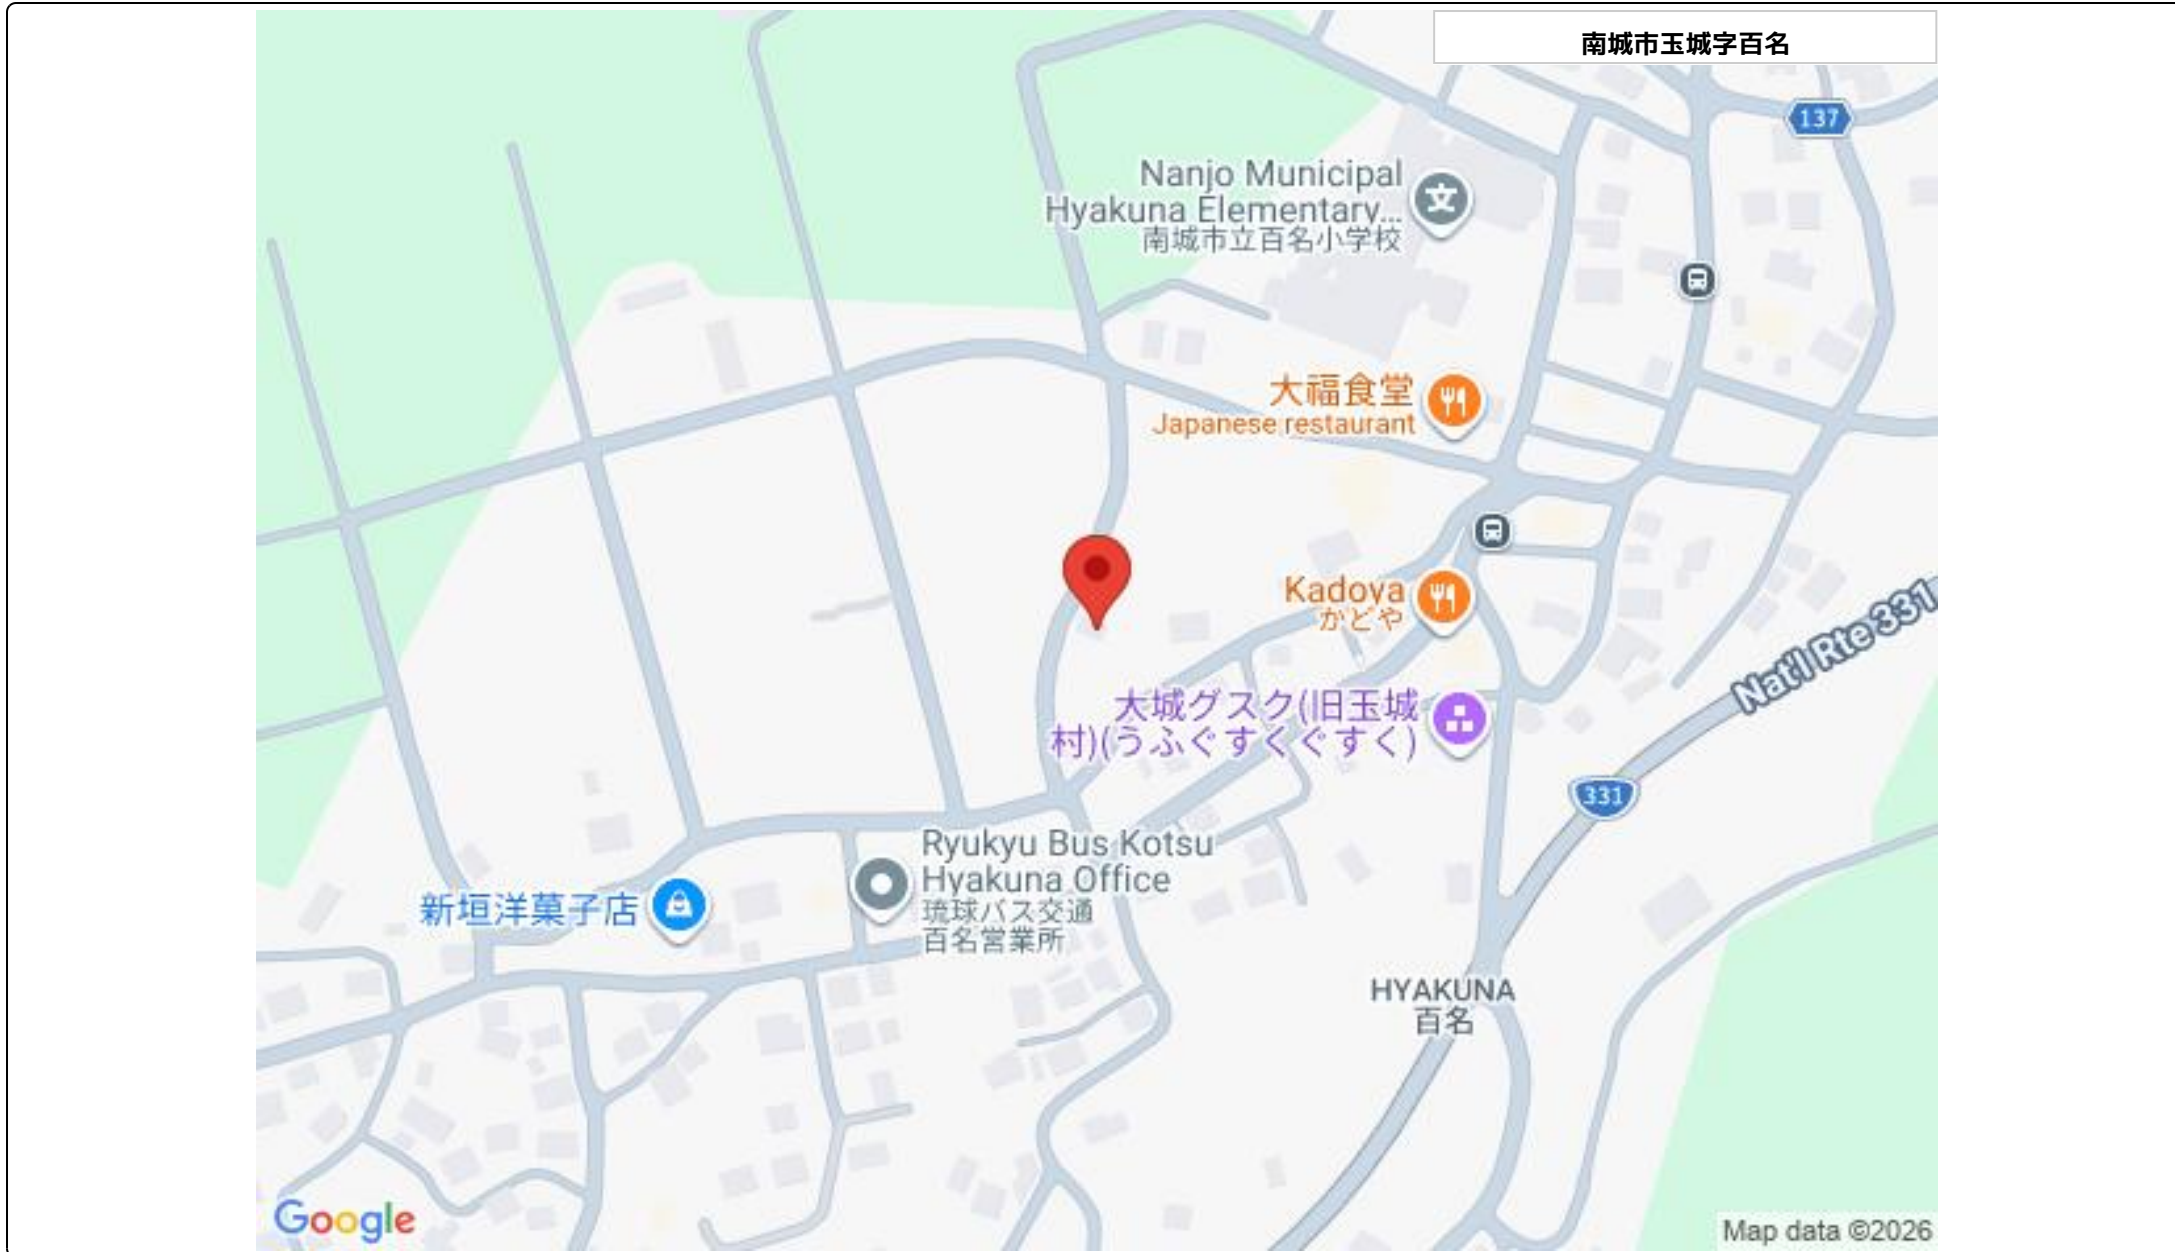 南城市玉城字百名
137
Nanjo Municipal
Hyakuna Elementary...
南城市立百名小学校
大福食堂
Japanese restaurant
Kadoya
かどや
Nat'l Rte 331
大城グスク(旧玉城
村)(うふぐすくぐすく)
331
Ryukyu Bus Kotsu
Hyakuna Office
琉球バス交通
百名営業所
新垣洋菓子店
HYAKUNA
百名
Google
Map data ©2026